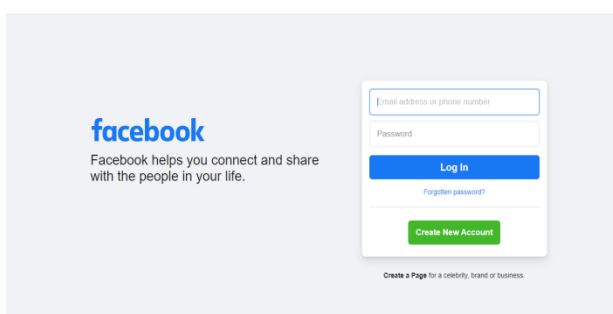 facebook
Facebook helps you connect and share
with the people in your life.
Email address or phone number
Password
Log In
Forgotten password?
Create New Account
Create a Page for a celebrity, brand or business.